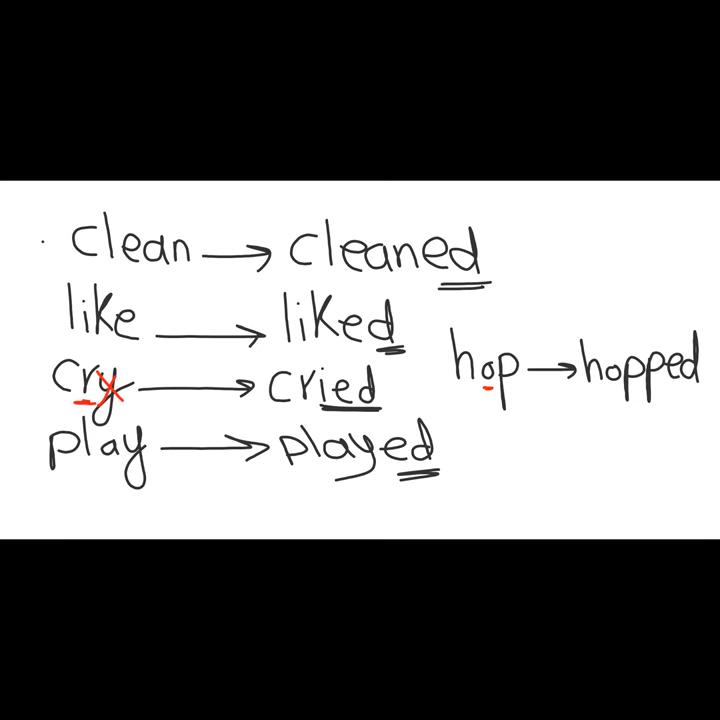 clean → cleaned
like → liked
cry → cried
play → played
hop → hopped